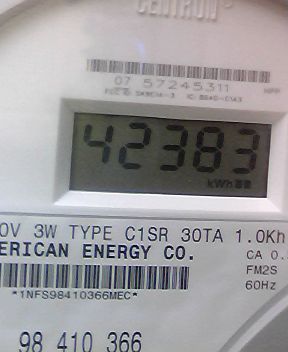 CENTRON
07 57245311
42383
kWh
0V 3W TYPE C1SR 30TA 1.0Kh
ERICAN ENERGY CO.
CA 0.
FM2S
60Hz
*1NFS98410366MEC*
98 410 366